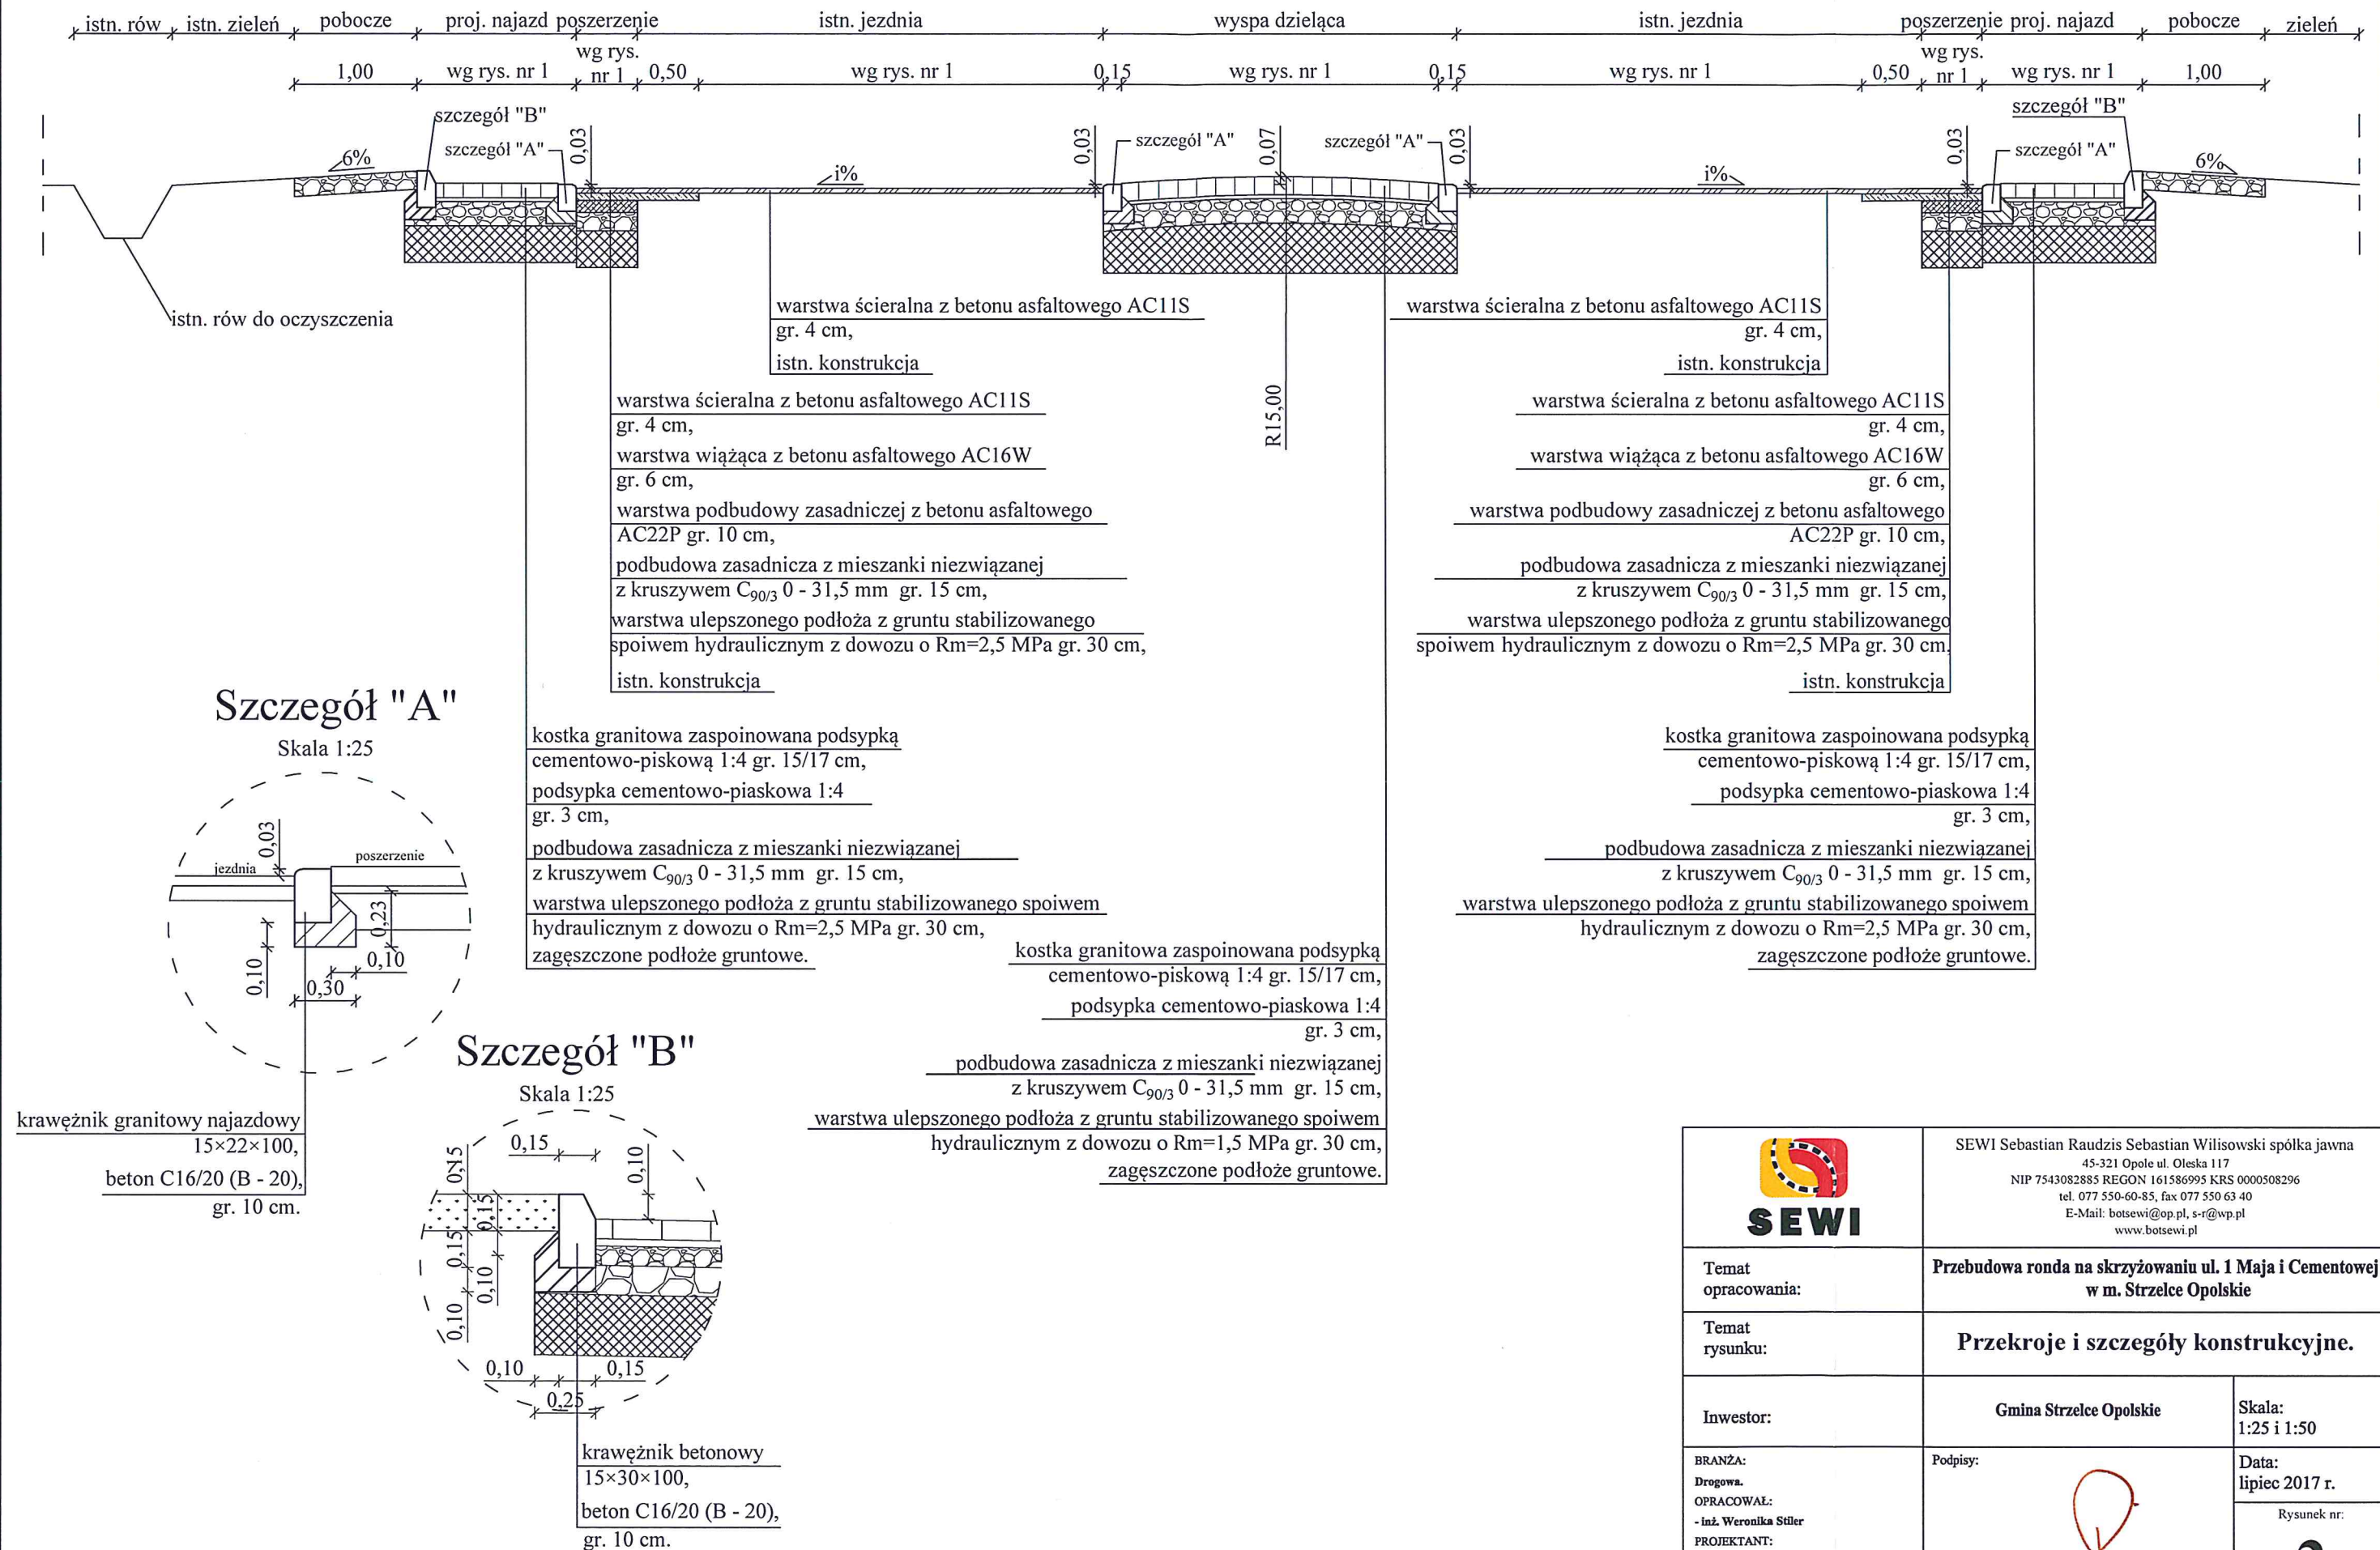 istn. rów istn. zieleń pobocze proj. najazd poszerzenie istn. jezdnia wyspa dzieląca istn. jezdnia poszerzenie proj. najazd pobocze zieleń
1,00 wg rys. nr 1 wg rys. nr 1 0,50 wg rys. nr 1 0,15 wg rys. nr 1 0,15 wg rys. nr 1 0,50 wg rys. nr 1 wg rys. nr 1 1,00
szczegół "B"
szczegół "A"
0,03
6%
i%
0,03
szczegół "A"
0,07
szczegół "A"
0,03
i%
0,03
szczegół "B"
szczegół "A"
6%
istn. rów do oczyszczenia
warstwa ścieralna z betonu asfaltowego AC11S
gr. 4 cm,
istn. konstrukcja
warstwa ścieralna z betonu asfaltowego AC11S
gr. 4 cm,
istn. konstrukcja
R15,00
warstwa ścieralna z betonu asfaltowego AC11S
gr. 4 cm,
warstwa wiążąca z betonu asfaltowego AC16W
gr. 6 cm,
warstwa podbudowy zasadniczej z betonu asfaltowego
AC22P gr. 10 cm,
podbudowa zasadnicza z mieszanki niezwiązanej
z kruszywem C90/3 0 - 31,5 mm gr. 15 cm,
warstwa ulepszonego podłoża z gruntu stabilizowanego
spoiwem hydraulicznym z dowozu o Rm=2,5 MPa gr. 30 cm,
istn. konstrukcja
warstwa ścieralna z betonu asfaltowego AC11S
gr. 4 cm,
warstwa wiążąca z betonu asfaltowego AC16W
gr. 6 cm,
warstwa podbudowy zasadniczej z betonu asfaltowego
AC22P gr. 10 cm,
podbudowa zasadnicza z mieszanki niezwiązanej
z kruszywem C90/3 0 - 31,5 mm gr. 15 cm,
warstwa ulepszonego podłoża z gruntu stabilizowanego
spoiwem hydraulicznym z dowozu o Rm=2,5 MPa gr. 30 cm,
istn. konstrukcja
kostka granitowa zaspoinowana podsypką
cementowo-piskową 1:4 gr. 15/17 cm,
podsypka cementowo-piaskowa 1:4
gr. 3 cm,
podbudowa zasadnicza z mieszanki niezwiązanej
z kruszywem C90/3 0 - 31,5 mm gr. 15 cm,
warstwa ulepszonego podłoża z gruntu stabilizowanego spoiwem
hydraulicznym z dowozu o Rm=2,5 MPa gr. 30 cm,
zagęszczone podłoże gruntowe.
kostka granitowa zaspoinowana podsypką
cementowo-piskową 1:4 gr. 15/17 cm,
podsypka cementowo-piaskowa 1:4
gr. 3 cm,
podbudowa zasadnicza z mieszanki niezwiązanej
z kruszywem C90/3 0 - 31,5 mm gr. 15 cm,
warstwa ulepszonego podłoża z gruntu stabilizowanego spoiwem
hydraulicznym z dowozu o Rm=1,5 MPa gr. 30 cm,
zagęszczone podłoże gruntowe.
kostka granitowa zaspoinowana podsypką
cementowo-piskową 1:4 gr. 15/17 cm,
podsypka cementowo-piaskowa 1:4
gr. 3 cm,
podbudowa zasadnicza z mieszanki niezwiązanej
z kruszywem C90/3 0 - 31,5 mm gr. 15 cm,
warstwa ulepszonego podłoża z gruntu stabilizowanego spoiwem
hydraulicznym z dowozu o Rm=2,5 MPa gr. 30 cm,
zagęszczone podłoże gruntowe.
Szczegół "A"
Skala 1:25
0,03
jezdnia
poszerzenie
0,23
0,10
0,10
0,30
krawężnik granitowy najazdowy
15×22×100,
beton C16/20 (B - 20),
gr. 10 cm.
Szczegół "B"
Skala 1:25
0,15
0,15
0,10
0,15
0,15
0,10
0,10
0,10
0,15
0,25
krawężnik betonowy
15×30×100,
beton C16/20 (B - 20),
gr. 10 cm.
SEWI
SEWI Sebastian Raudzis Sebastian Wilisowski spółka jawna
45-321 Opole ul. Oleska 117
NIP 7543082885 REGON 161586995 KRS 0000508296
tel. 077 550-60-85, fax 077 550 63 40
E-Mail: botsewi@op.pl, s-r@wp.pl
www.botsewi.pl
Temat
opracowania:
Przebudowa ronda na skrzyżowaniu ul. 1 Maja i Cementowej
w m. Strzelce Opolskie
Temat
rysunku:
Przekroje i szczegóły konstrukcyjne.
Inwestor:
Gmina Strzelce Opolskie
Skala:
1:25 i 1:50
BRANŻA:
Drogowa.
OPRACOWAŁ:
- inż. Weronika Stiler
PROJEKTANT:
Podpisy:
Data:
lipiec 2017 r.
Rysunek nr: